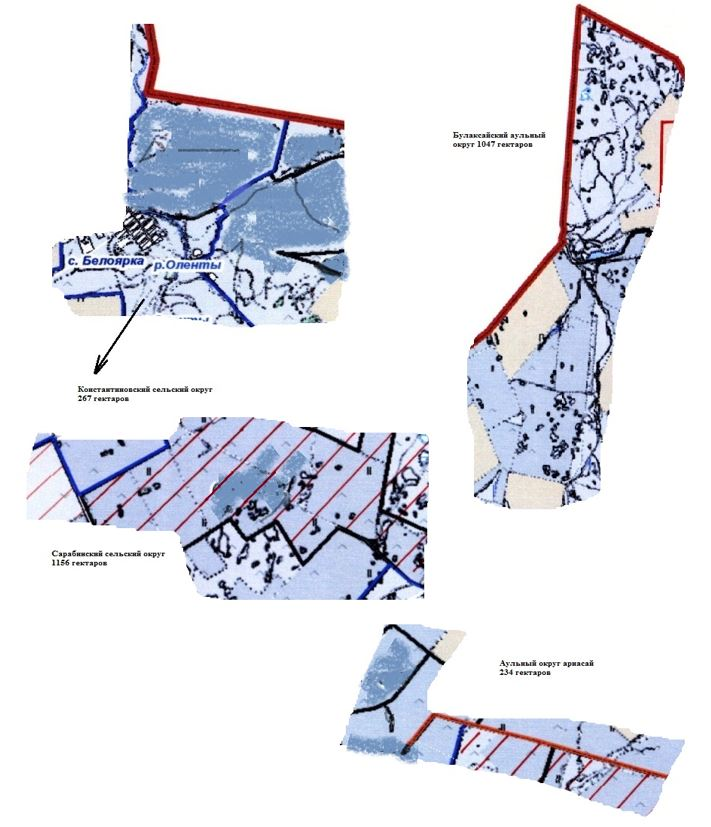 Булаксайский аульный
округ 1047 гектаров
с. Белоярка
р.Оленты
Константиновский сельский округ
267 гектаров
Сарабинский сельский округ
1156 гектаров
Аульный округ арнасай
234 гектаров